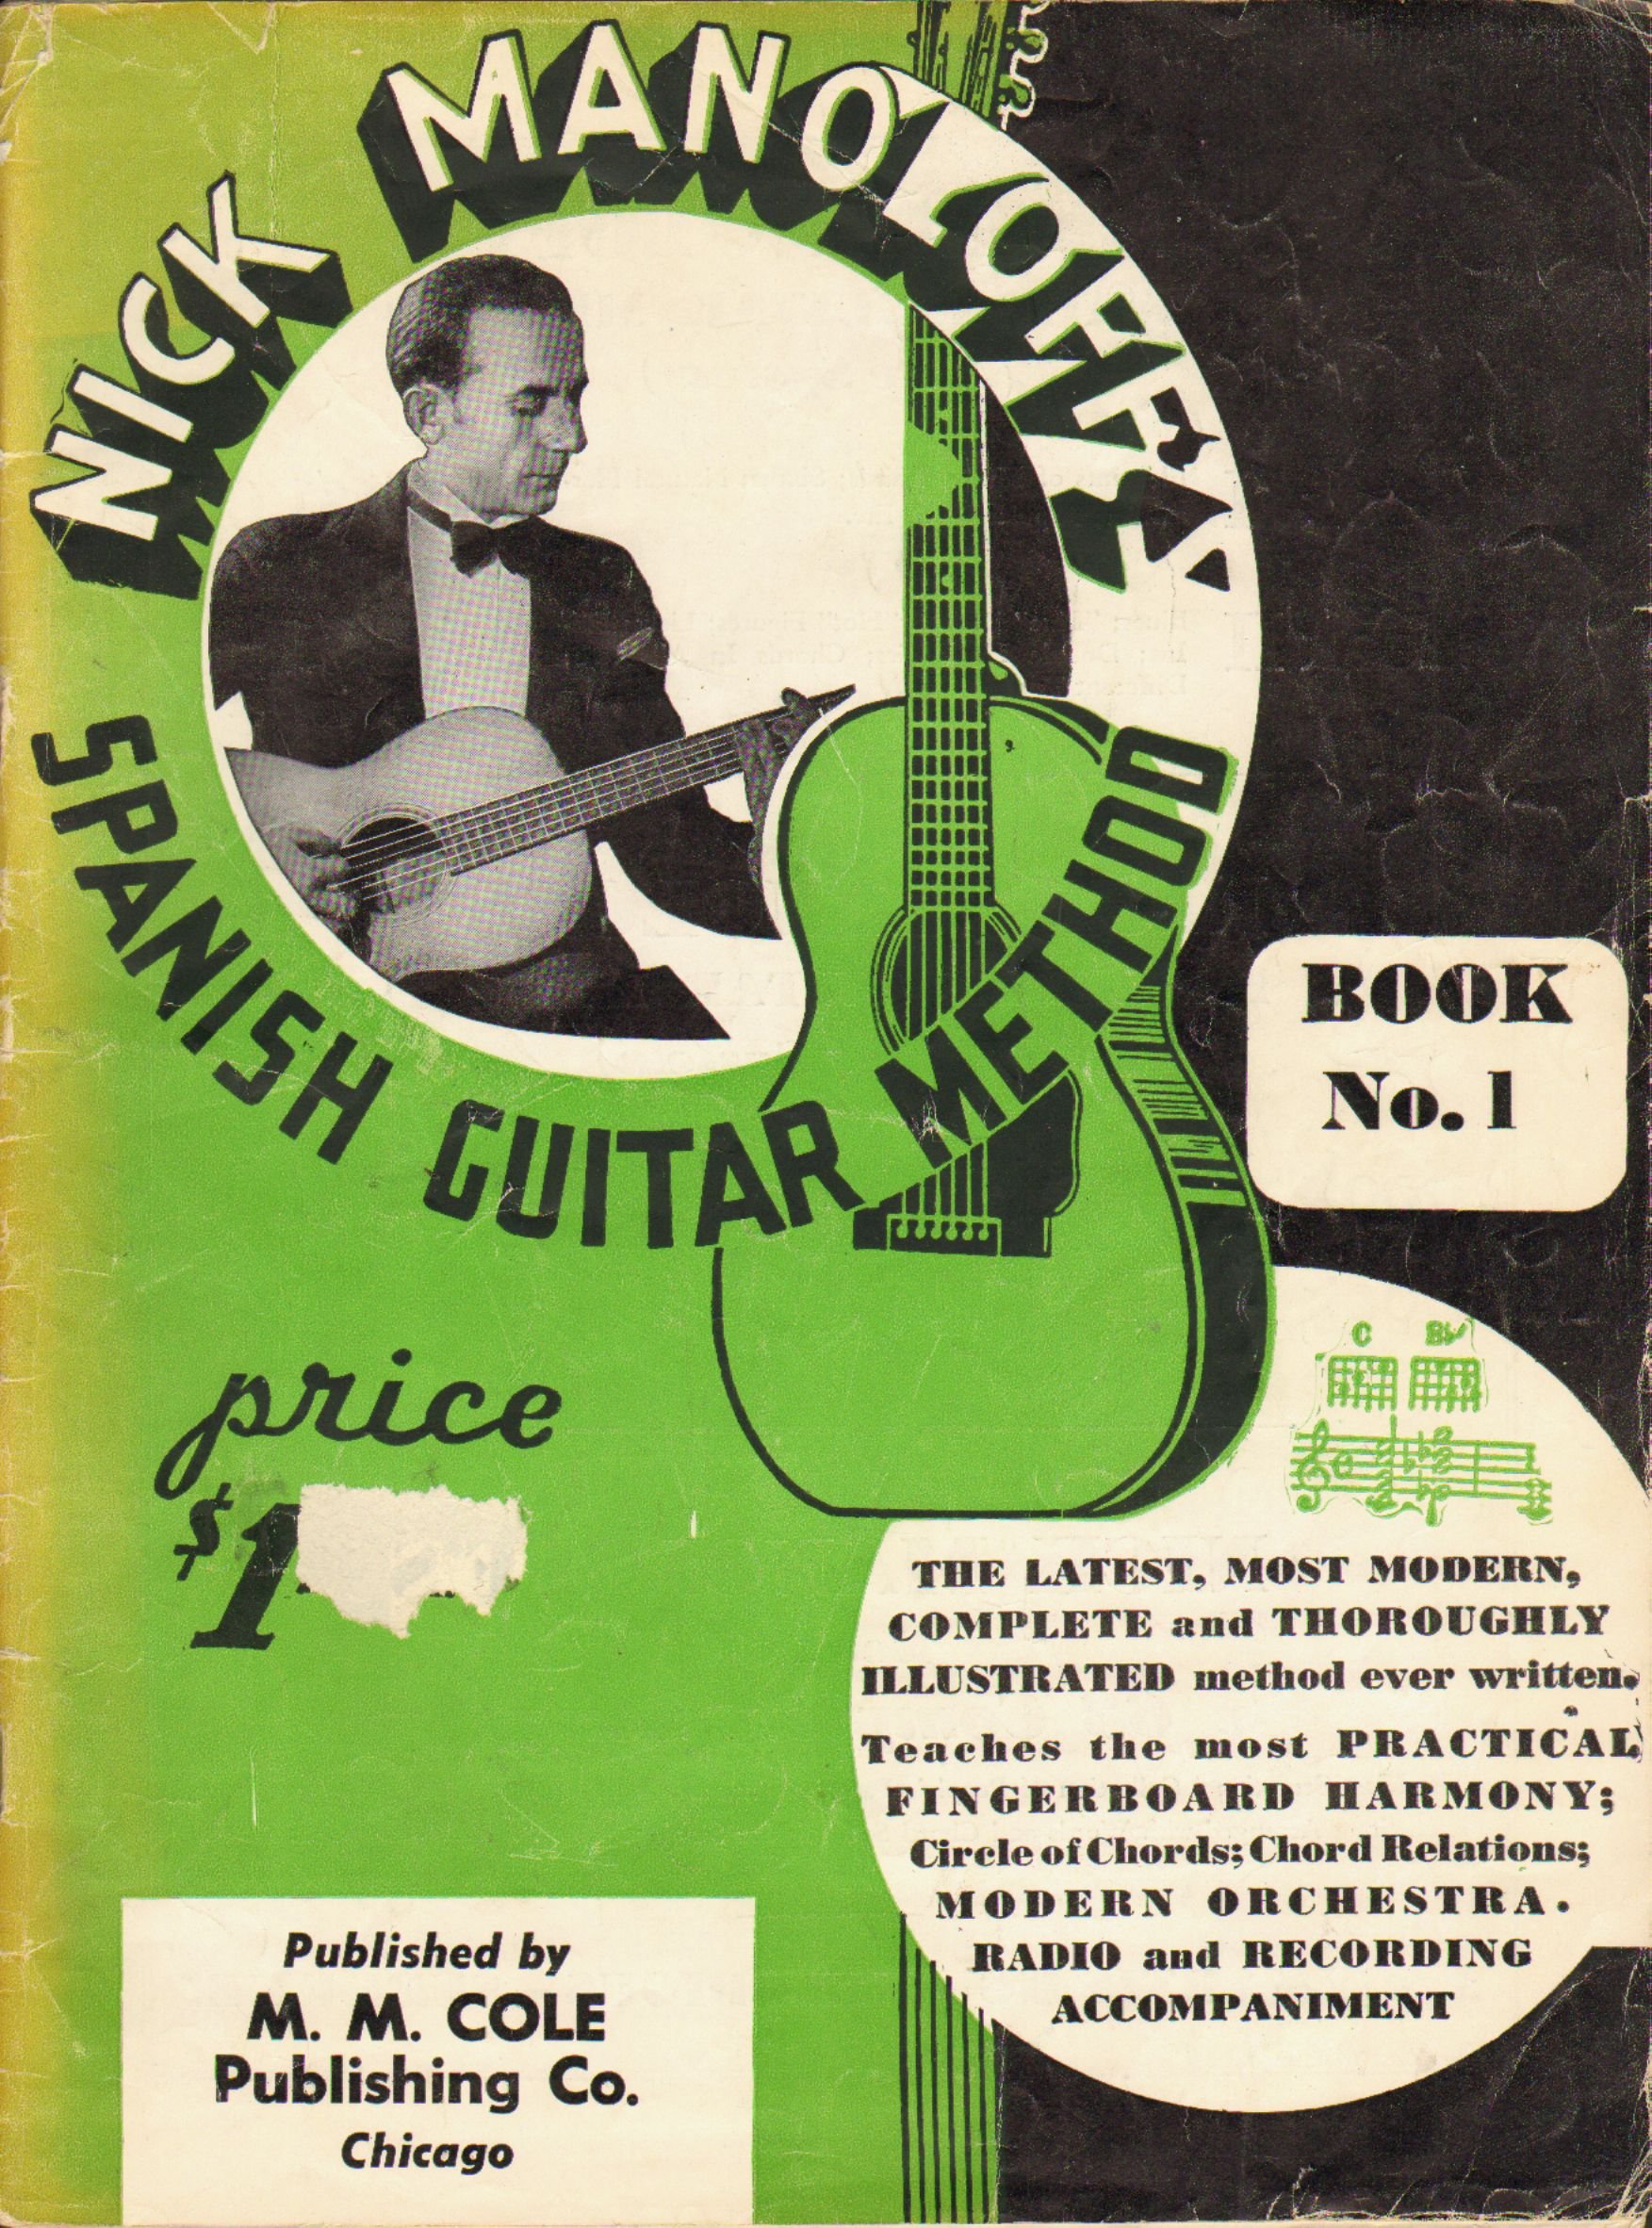 NICK MANOLOFF'S
SPANISH GUITAR METHOD
BOOK
No. 1
price
$1
C B♭
THE LATEST, MOST MODERN,
COMPLETE and THOROUGHLY
ILLUSTRATED method ever written.
Teaches the most PRACTICAL
FINGERBOARD HARMONY;
Circle of Chords; Chord Relations;
MODERN ORCHESTRA.
RADIO and RECORDING
ACCOMPANIMENT
Published by
M. M. COLE
Publishing Co.
Chicago